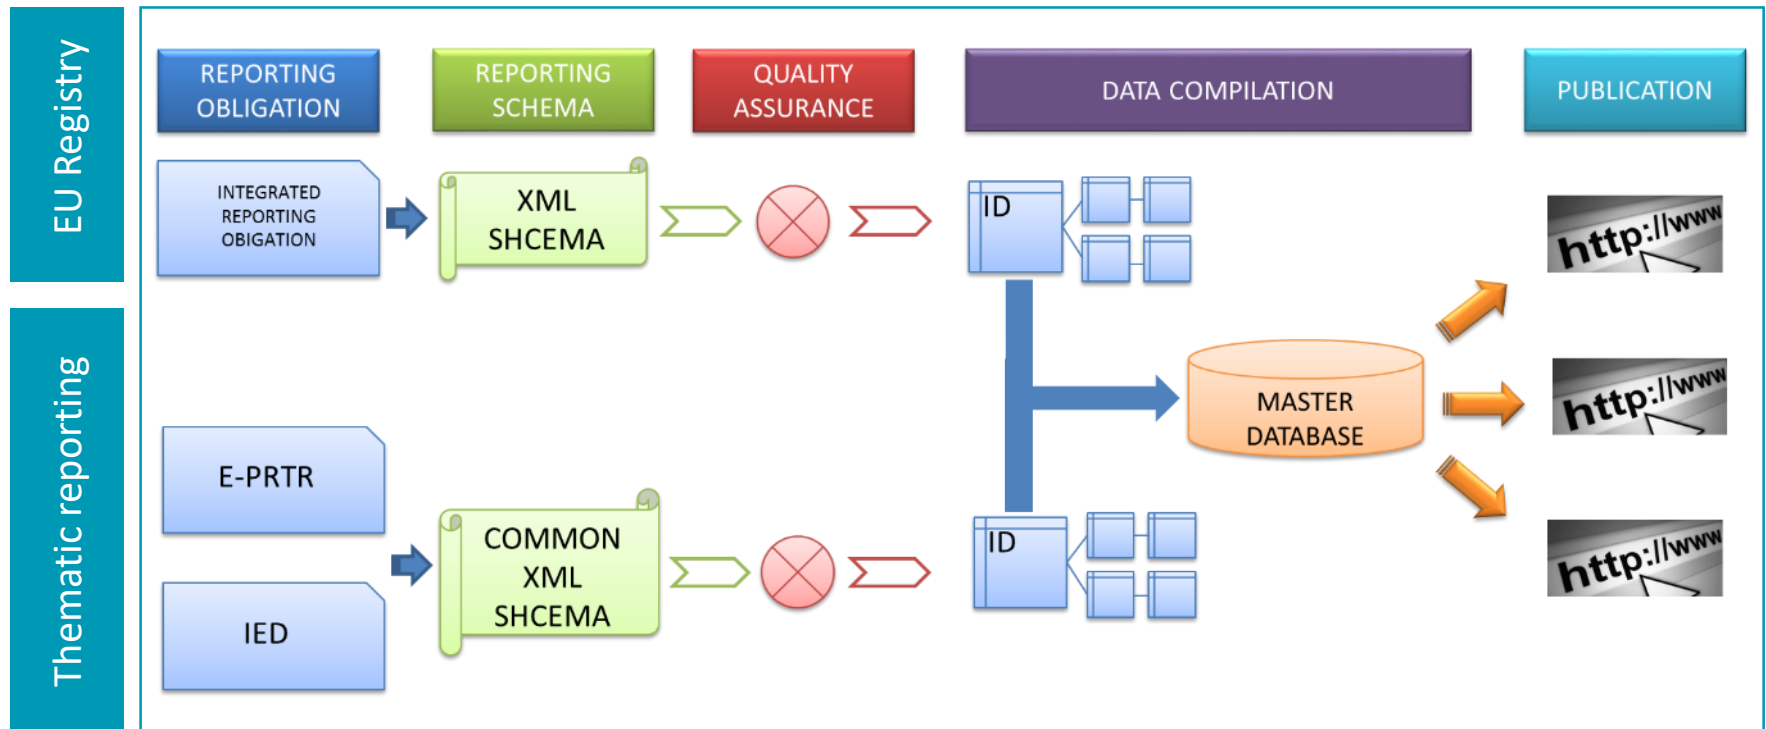 EU Registry
REPORTING
OBLIGATION
REPORTING
SCHEMA
QUALITY
ASSURANCE
DATA COMPILATION
PUBLICATION
INTEGRATED
REPORTING
OBIGATION
XML
SHCEMA
ID
http://www
Thematic reporting
E-PRTR
IED
COMMON
XML
SHCEMA
ID
MASTER
DATABASE
http://www
http://www